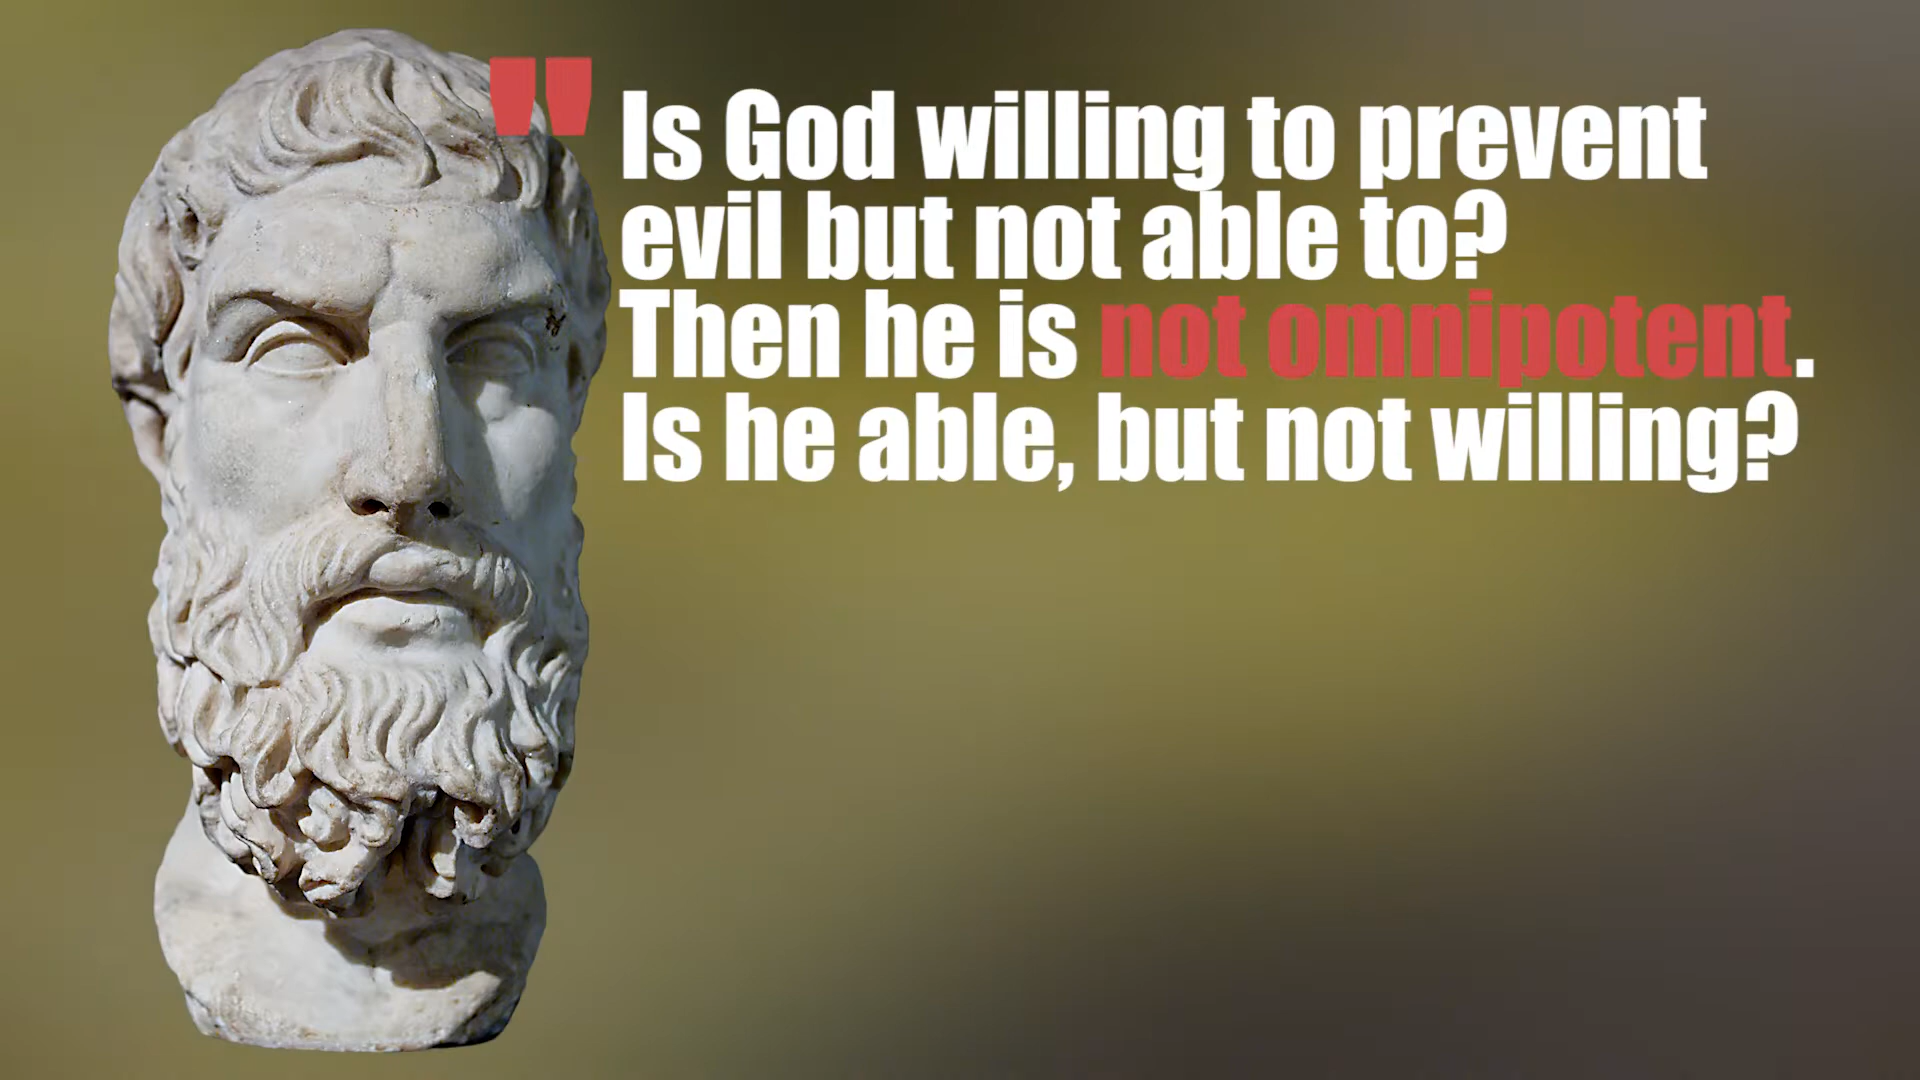 "Is God willing to prevent
evil but not able to?
Then he is not omnipotent.
Is he able, but not willing?